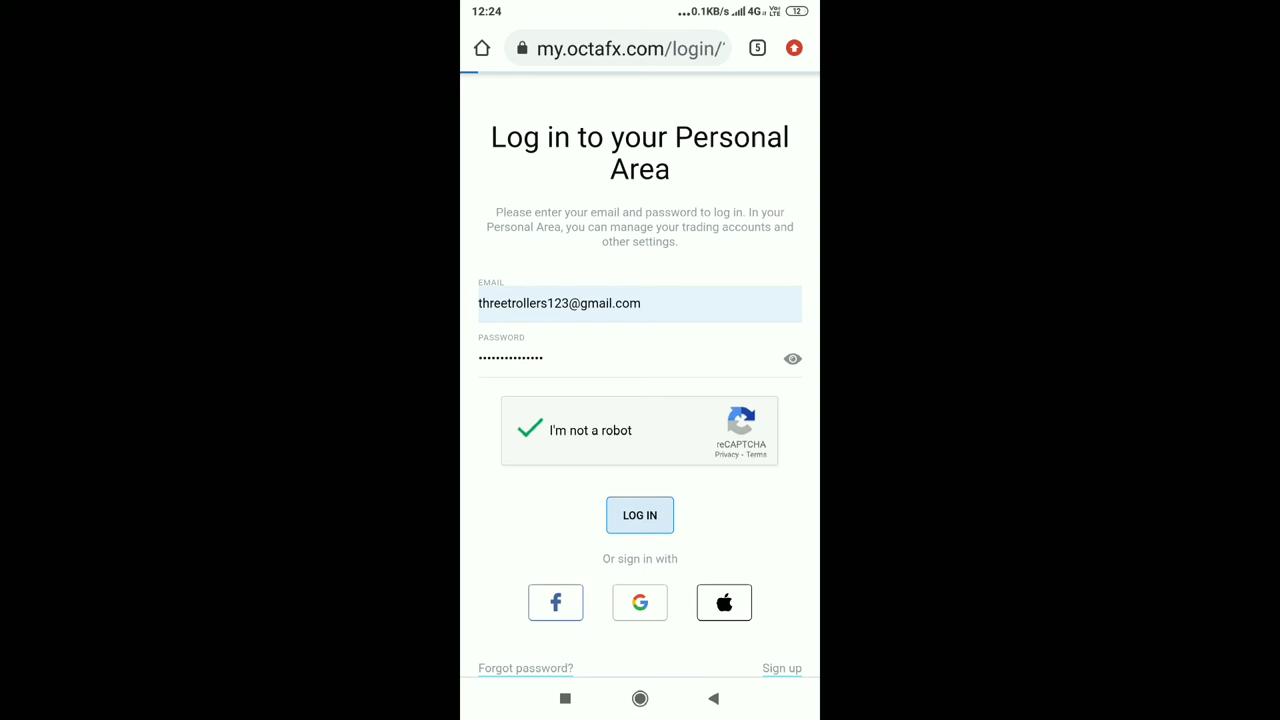 12:24 0.1KB/s 4G Vo LTE 12
my.octafx.com/login/
5
Log in to your Personal
Area
Please enter your email and password to log in. In your
Personal Area, you can manage your trading accounts and
other settings.
EMAIL
threetrollers123@gmail.com
PASSWORD
•••••••••••••••
I'm not a robot
reCAPTCHA
Privacy - Terms
LOG IN
Or sign in with
Forgot password? Sign up